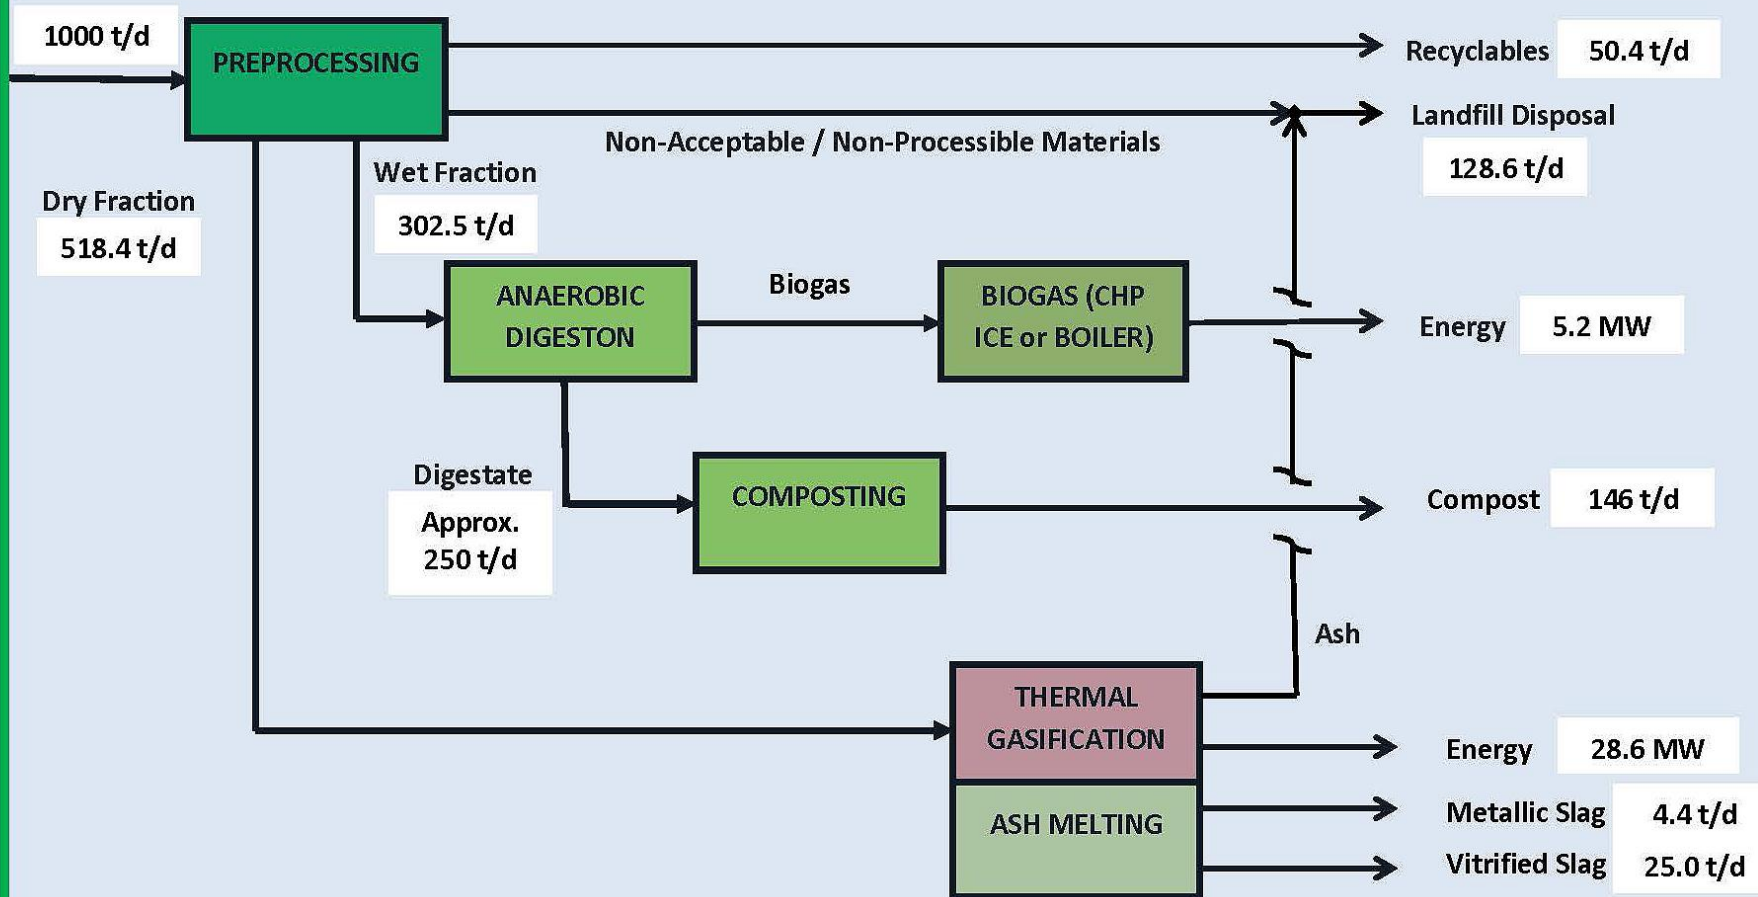 1000 t/d
PREPROCESSING
Recyclables 50.4 t/d
Landfill Disposal
128.6 t/d
Non-Acceptable / Non-Processible Materials
Dry Fraction
518.4 t/d
Wet Fraction
302.5 t/d
ANAEROBIC
DIGESTON
Biogas
BIOGAS (CHP
ICE or BOILER)
Energy 5.2 MW
Digestate
Approx.
250 t/d
COMPOSTING
Compost 146 t/d
Ash
THERMAL
GASIFICATION
Energy 28.6 MW
ASH MELTING
Metallic Slag 4.4 t/d
Vitrified Slag 25.0 t/d